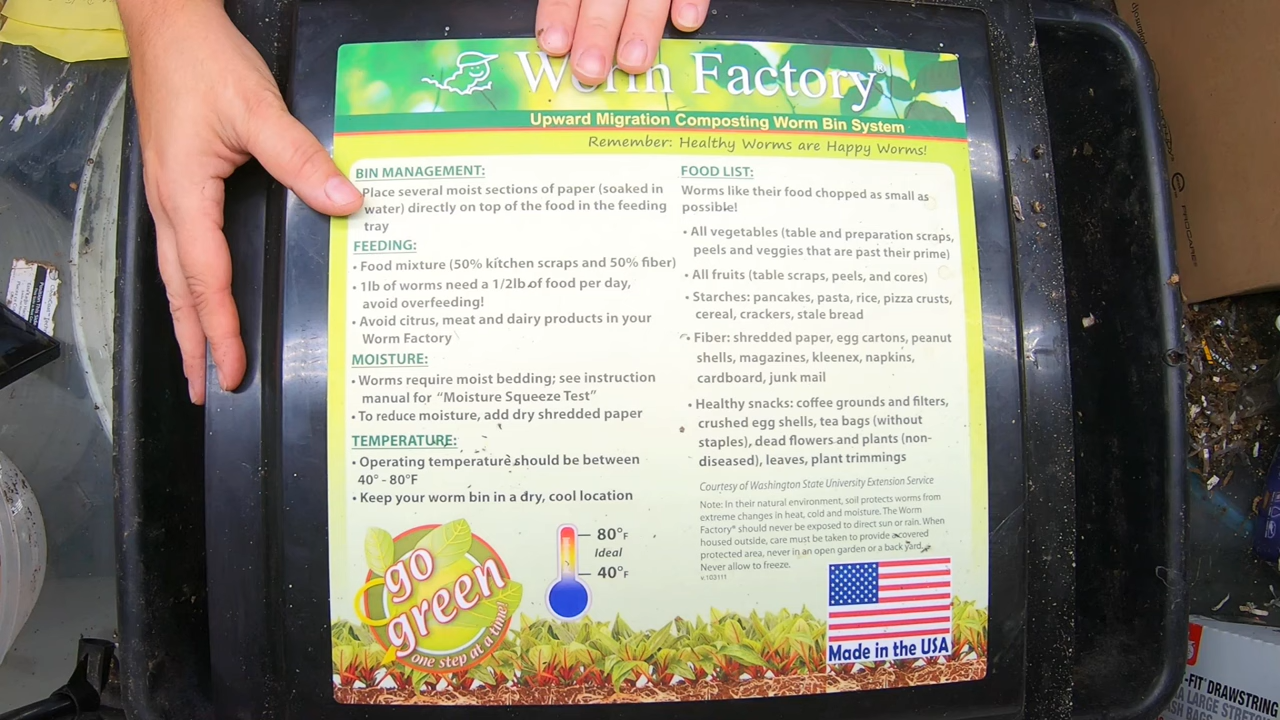 Worm Factory
Upward Migration Composting Worm Bin System
Remember: Healthy Worms are Happy Worms!
BIN MANAGEMENT:
Place several moist sections of paper (soaked in
water) directly on top of the food in the feeding
tray
FEEDING:
• Food mixture (50% kitchen scraps and 50% fiber)
• 1lb of worms need a 1/2lb of food per day,
avoid overfeeding!
• Avoid citrus, meat and dairy products in your
Worm Factory
MOISTURE:
• Worms require moist bedding; see instruction
manual for "Moisture Squeeze Test"
• To reduce moisture, add dry shredded paper
TEMPERATURE:
• Operating temperature should be between
40° - 80°F
• Keep your worm bin in a dry, cool location
go
green
one step at a time!
80°F
Ideal
40°F
FOOD LIST:
Worms like their food chopped as small as
possible!
• All vegetables (table and preparation scraps,
peels and veggies that are past their prime)
• All fruits (table scraps, peels, and cores)
• Starches: pancakes, pasta, rice, pizza crusts,
cereal, crackers, stale bread
• Fiber: shredded paper, egg cartons, peanut
shells, magazines, kleenex, napkins,
cardboard, junk mail
• Healthy snacks: coffee grounds and filters,
crushed egg shells, tea bags (without
staples), dead flowers and plants (non-
diseased), leaves, plant trimmings
Courtesy of Washington State University Extension Service
Note: In their natural environment, soil protects worms from
extreme changes in heat, cold and moisture. The Worm
Factory® should never be exposed to direct sun or rain. When
housed outside, care must be taken to provide a covered
protected area, never in an open garden or a back yard.
Never allow to freeze.
v.103111
Made in the USA
-FIT DRAWSTRING
A LARGE STRETCH